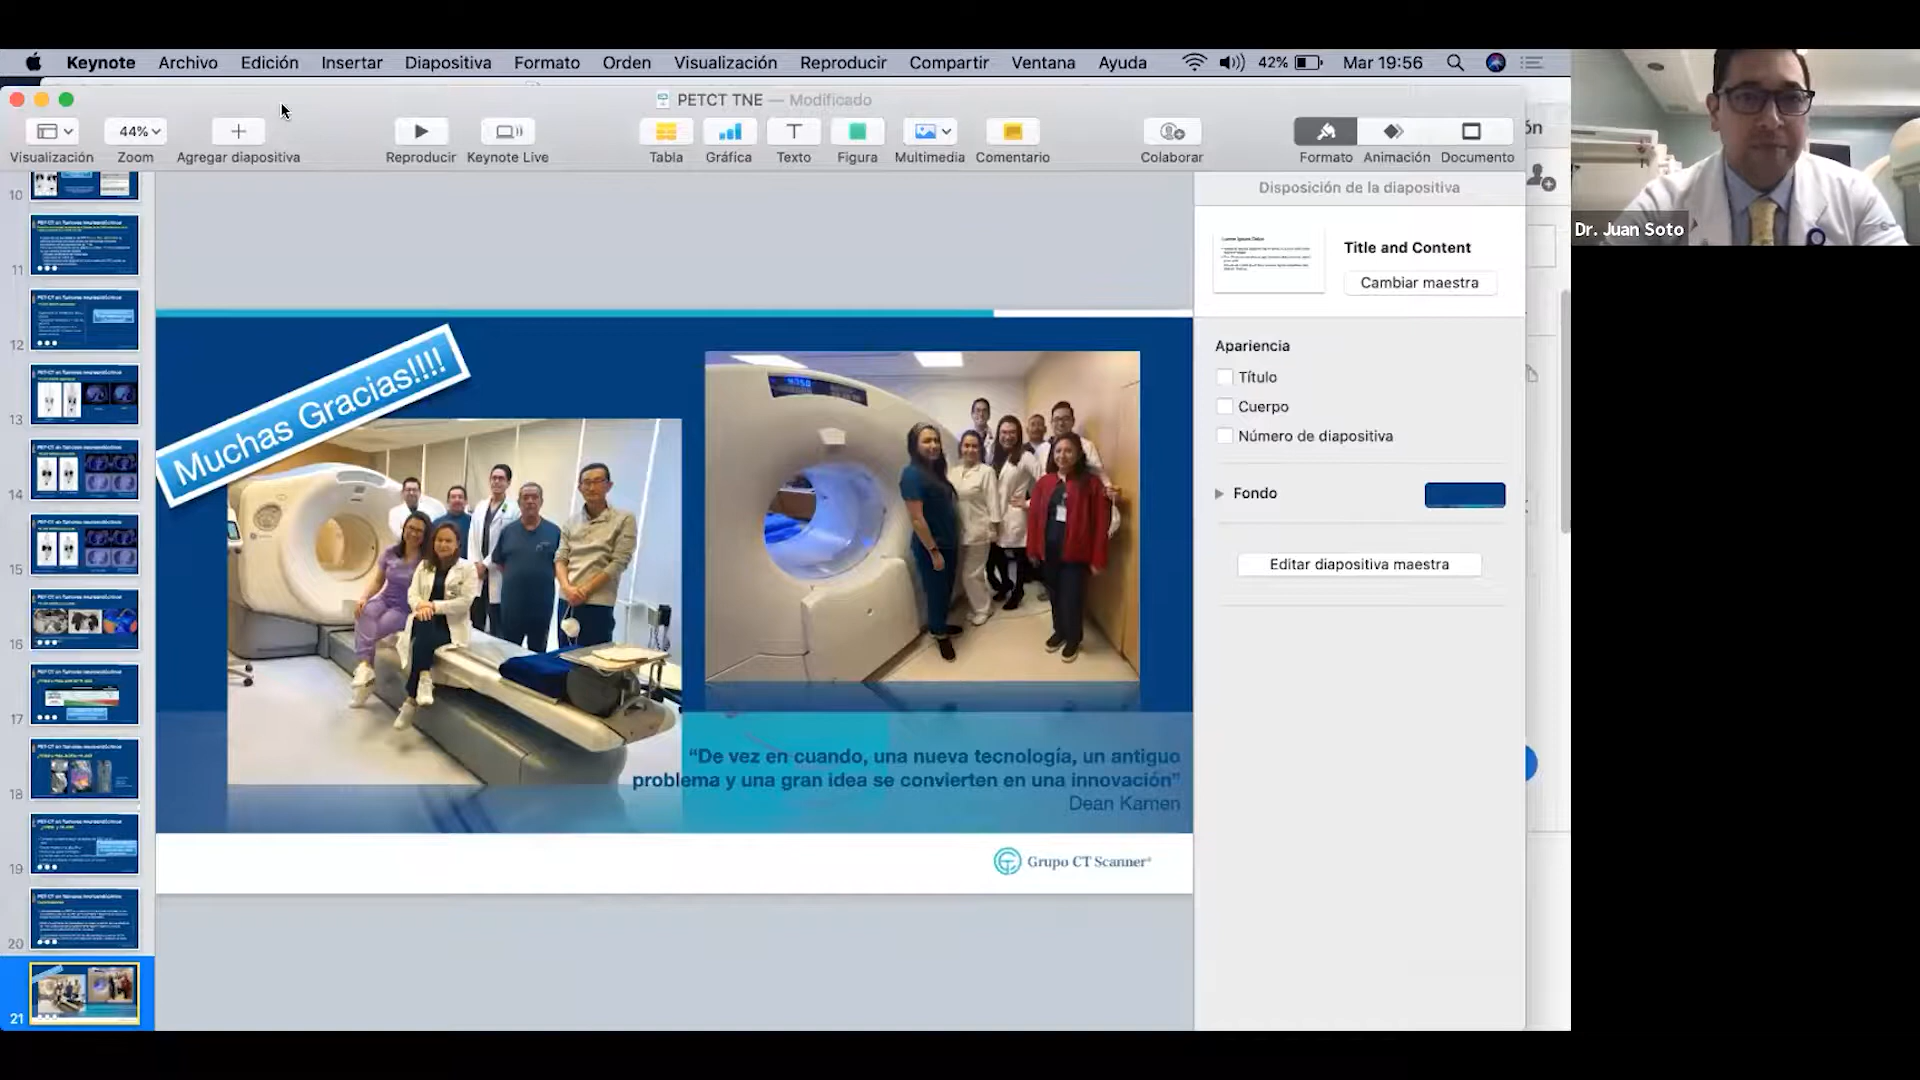 Keynote Archivo Edición Insertar Diapositiva Formato Orden Ventana Visualización Reproducir Compartir Ventana Ayuda 42% Mar 19:56
PETCT TNE — Modificado
44%
Visualización Zoom Agregar diapositiva Reproducir Keynote Live Tabla Gráfica Texto Figura Multimedia Comentario Colaborar Formato Animación Documento
Disposición de la diapositiva
Title and Content
Cambiar maestra
Apariencia
Título
Cuerpo
Número de diapositiva
Fondo
Editar diapositiva maestra
10
11
12
13
14
15
16
17
18
19
20
21
Muchas Gracias!!!!
“De vez en cuando, una nueva tecnología, un antiguo
problema y una gran idea se convierten en una innovación”
Dean Kamen
Grupo CT Scanner
Dr. Juan Soto